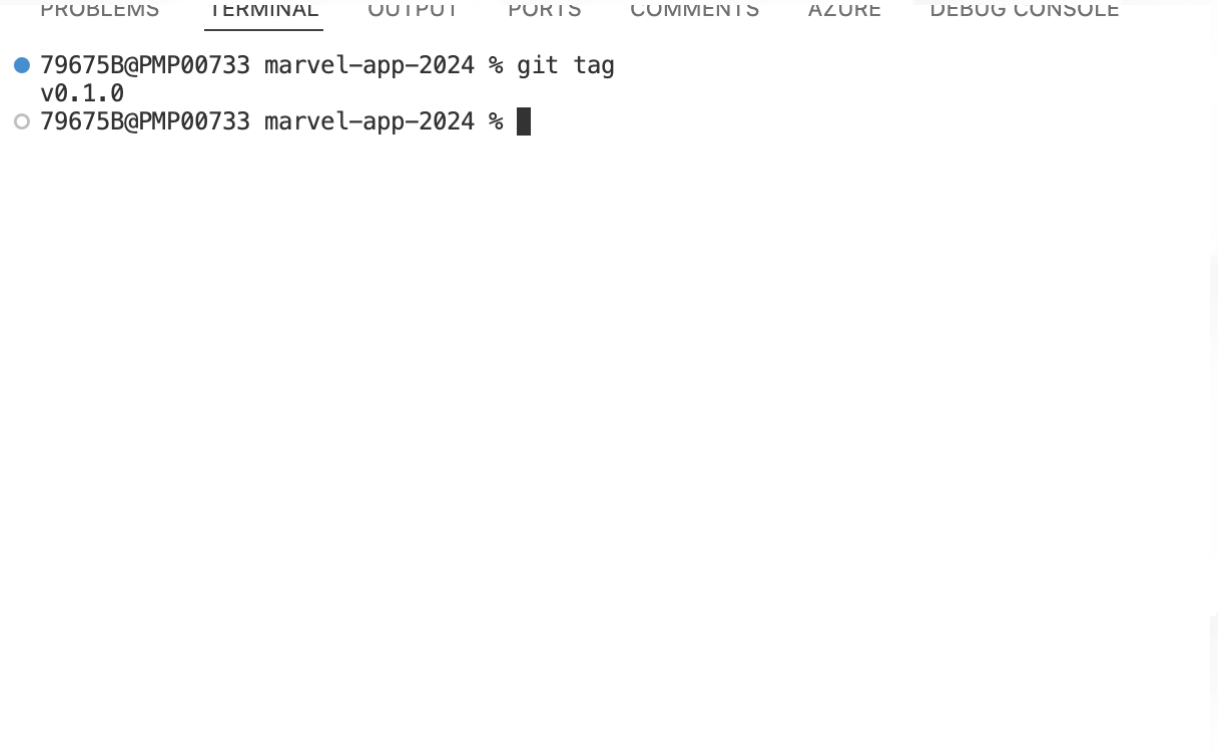 PROBLEMS TERMINAL OUTPUT PORTS COMMENTS AZURE DEBUG CONSOLE
79675B@PMP00733 marvel-app-2024 % git tag
v0.1.0
79675B@PMP00733 marvel-app-2024 %